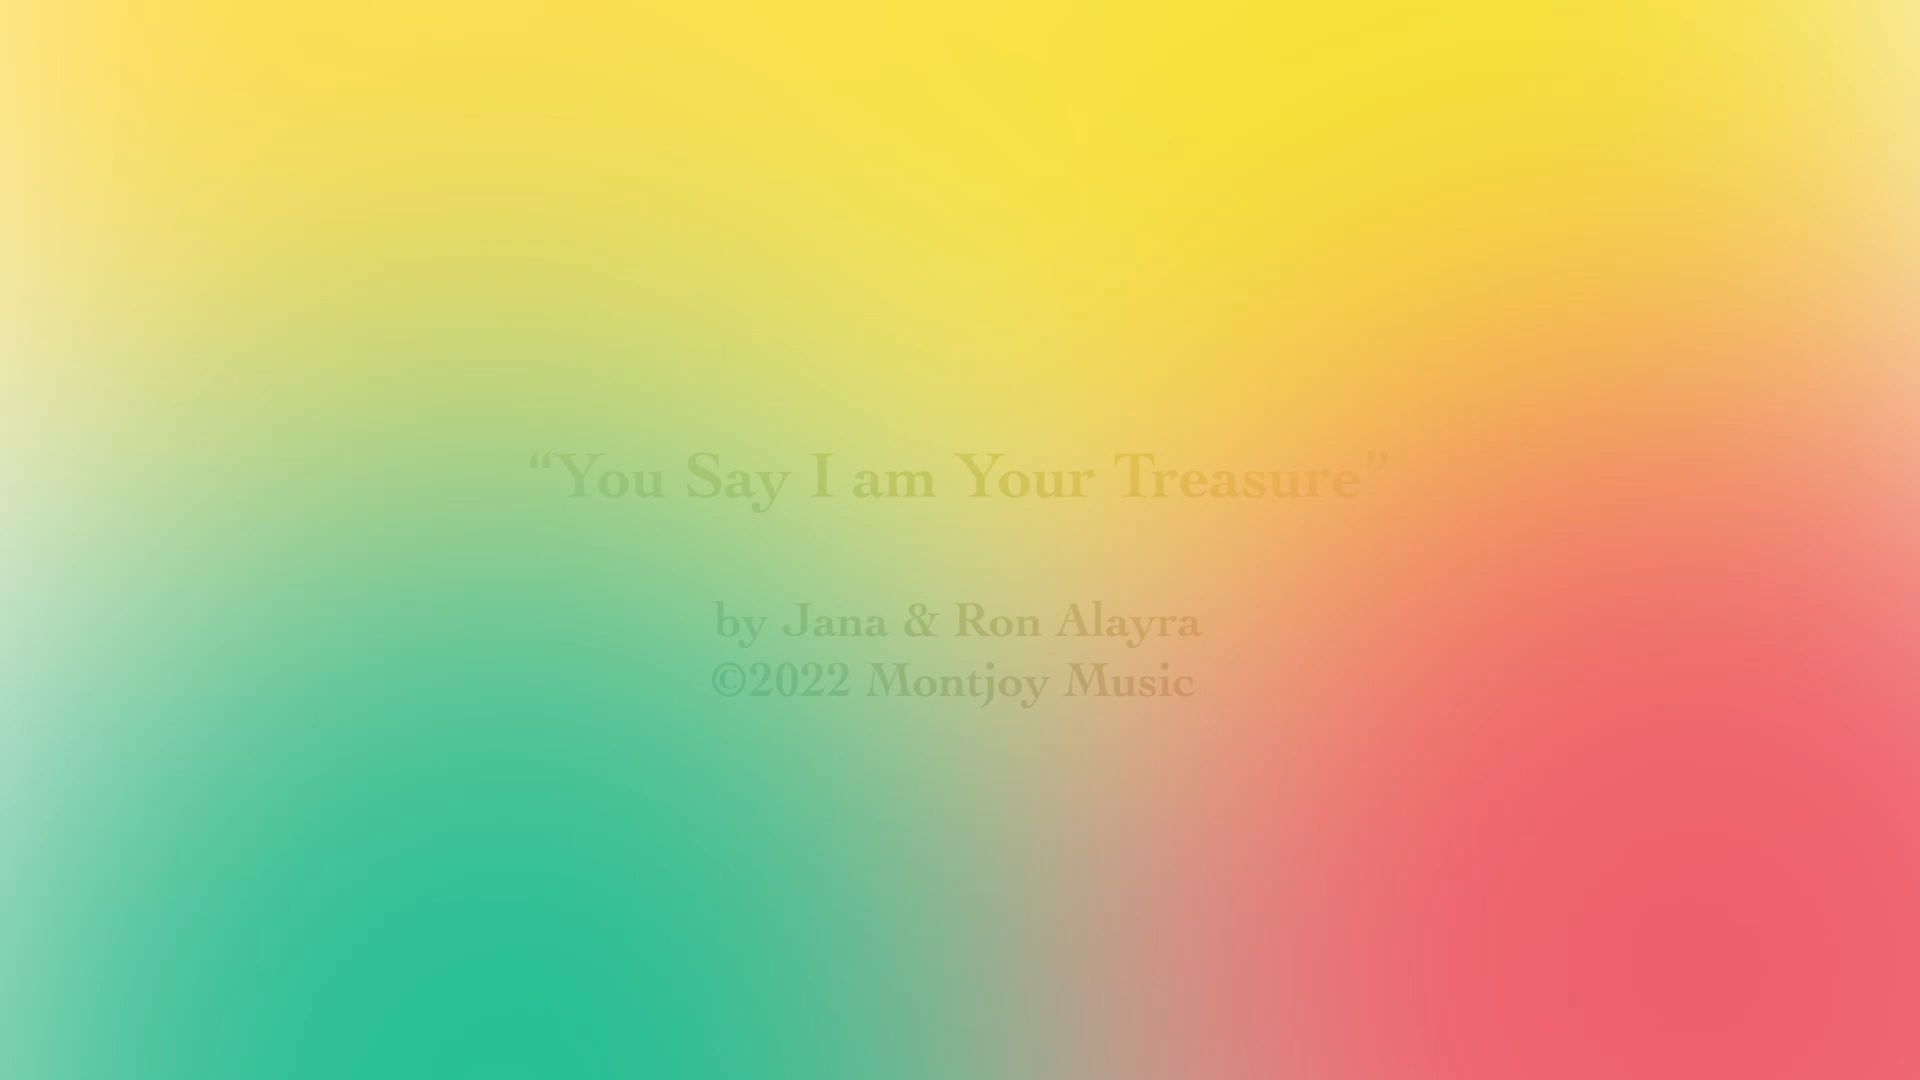 “You Say I am Your Treasure”
by Jana & Ron Alayra
©2022 Montjoy Music